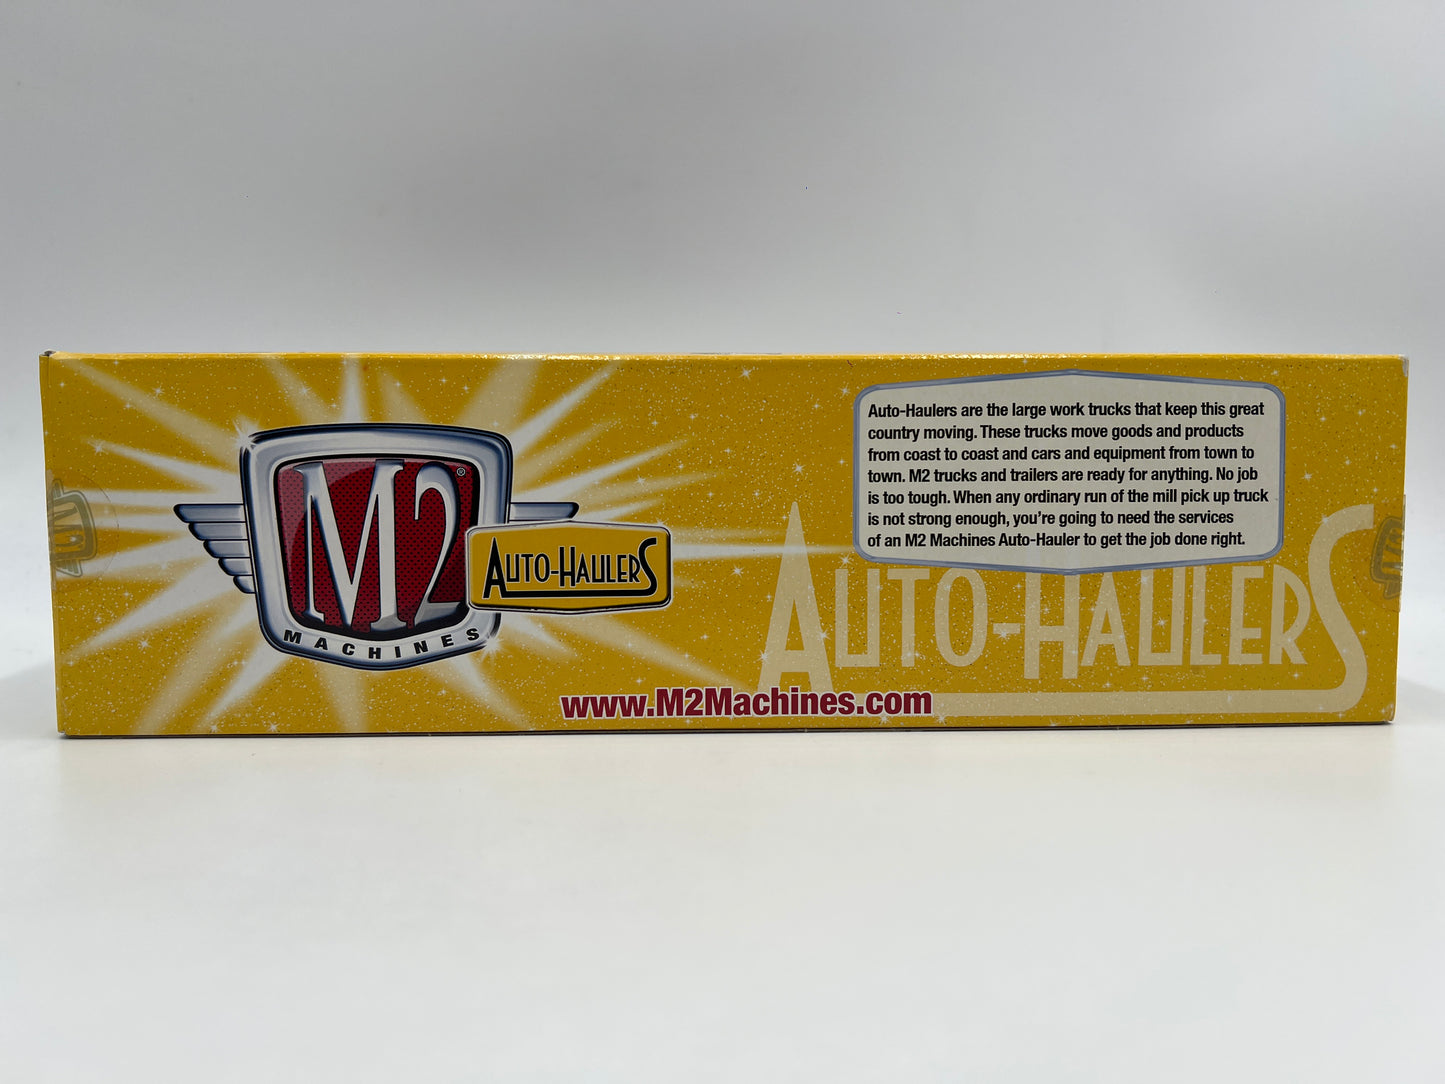 M2®
MACHINES
AUTO-HAULERS
Auto-Haulers are the large work trucks that keep this great
country moving. These trucks move goods and products
from coast to coast and cars and equipment from town to
town. M2 trucks and trailers are ready for anything. No job
is too tough. When any ordinary run of the mill pick up truck
is not strong enough, you're going to need the services
of an M2 Machines Auto-Hauler to get the job done right.
AUTO-HAULERS
www.M2Machines.com